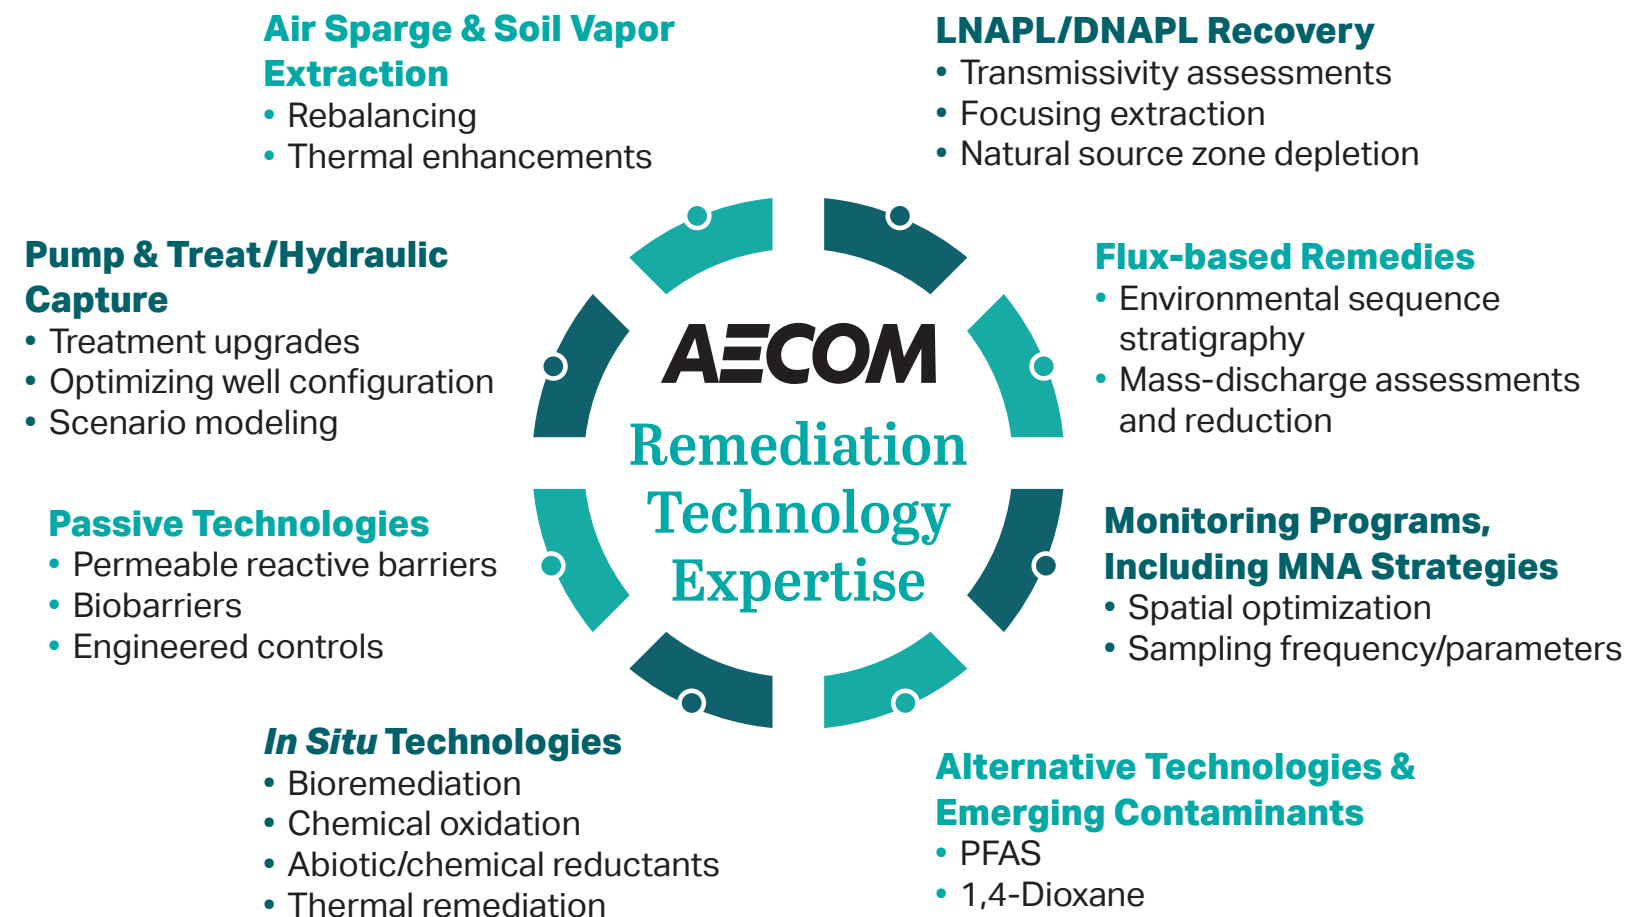 Air Sparge & Soil Vapor
Extraction
• Rebalancing
• Thermal enhancements
LNAPL/DNAPL Recovery
• Transmissivity assessments
• Focusing extraction
• Natural source zone depletion
Pump & Treat/Hydraulic
Capture
• Treatment upgrades
• Optimizing well configuration
• Scenario modeling
Flux-based Remedies
• Environmental sequence
stratigraphy
• Mass-discharge assessments
and reduction
AECOM
Remediation
Technology
Expertise
Passive Technologies
• Permeable reactive barriers
• Biobarriers
• Engineered controls
Monitoring Programs,
Including MNA Strategies
• Spatial optimization
• Sampling frequency/parameters
In Situ Technologies
• Bioremediation
• Chemical oxidation
• Abiotic/chemical reductants
• Thermal remediation
Alternative Technologies &
Emerging Contaminants
• PFAS
• 1,4-Dioxane